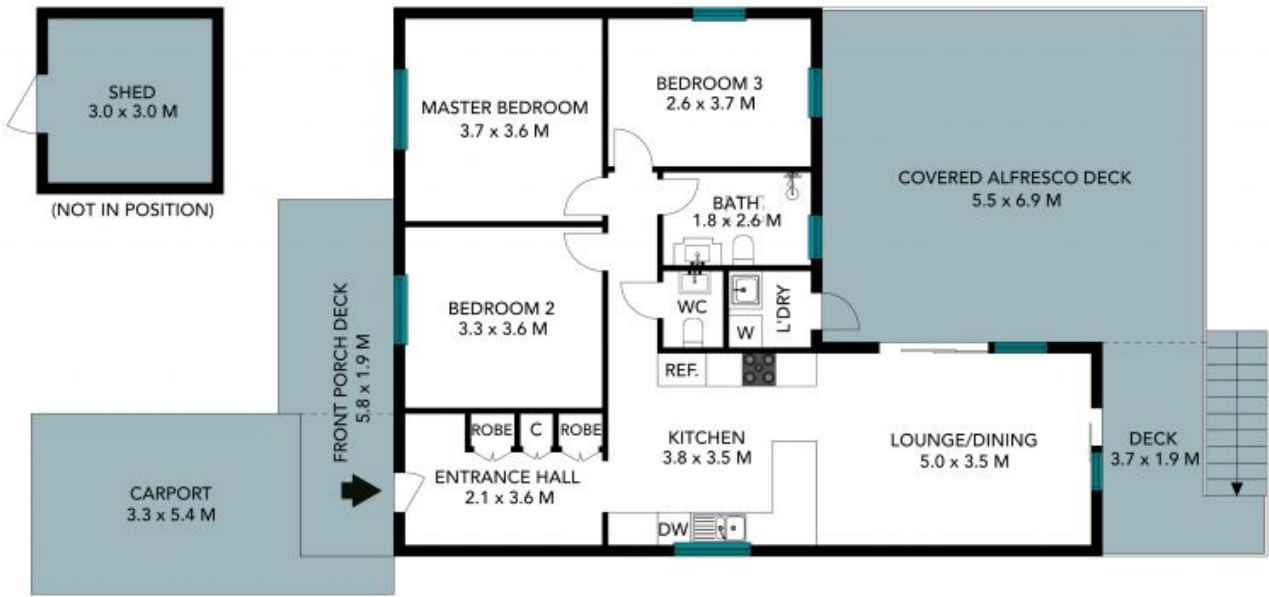 SHED
3.0 x 3.0 M
(NOT IN POSITION)
MASTER BEDROOM
3.7 x 3.6 M
BEDROOM 3
2.6 x 3.7 M
COVERED ALFRESCO DECK
5.5 x 6.9 M
BATH
1.8 x 2.6 M
BEDROOM 2
3.3 x 3.6 M
WC
W
L'DRY
FRONT PORCH DECK
5.8 x 1.9 M
REF.
ROBE
C
ROBE
KITCHEN
3.8 x 3.5 M
LOUNGE/DINING
5.0 x 3.5 M
DECK
3.7 x 1.9 M
ENTRANCE HALL
2.1 x 3.6 M
CARPORT
3.3 x 5.4 M
DW